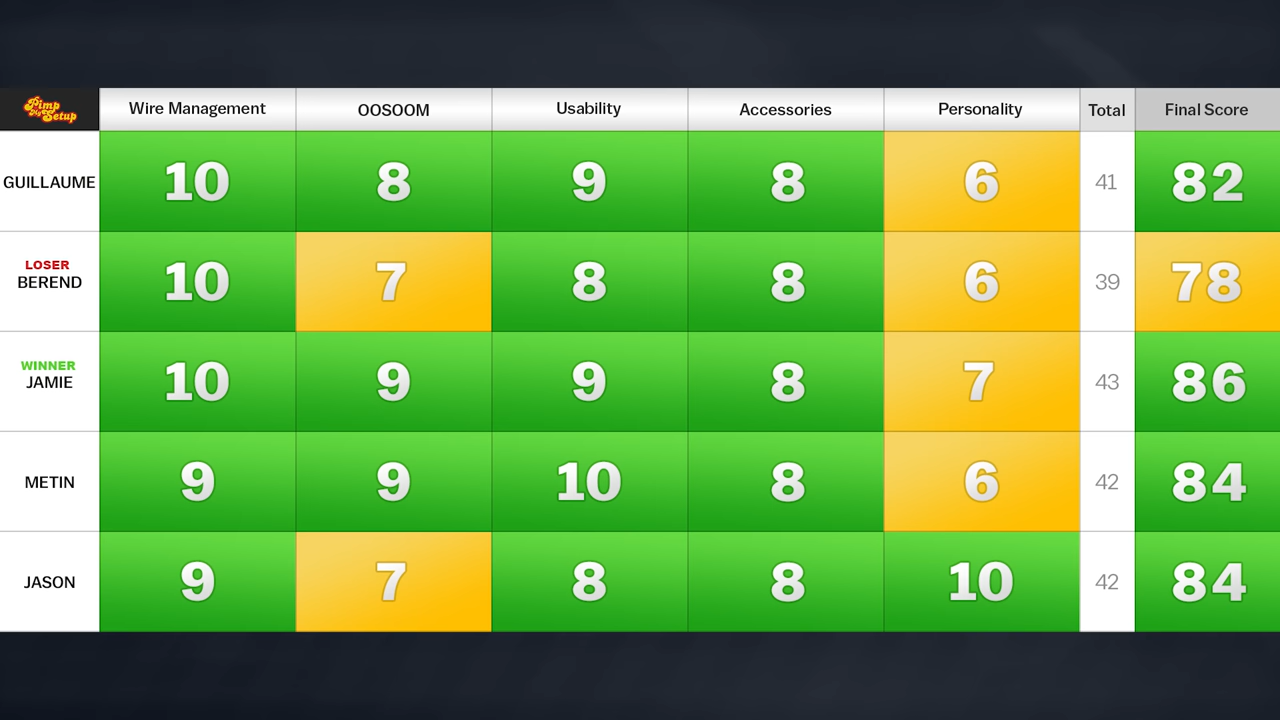 Pimp
My
Setup
Wire Management OOSOOM Usability Accessories Personality Total Final Score
GUILLAUME 10 8 9 8 6 41 82
LOSER
BEREND 10 7 8 8 6 39 78
WINNER
JAMIE 10 9 9 8 7 43 86
METIN 9 9 10 8 6 42 84
JASON 9 7 8 8 10 42 84